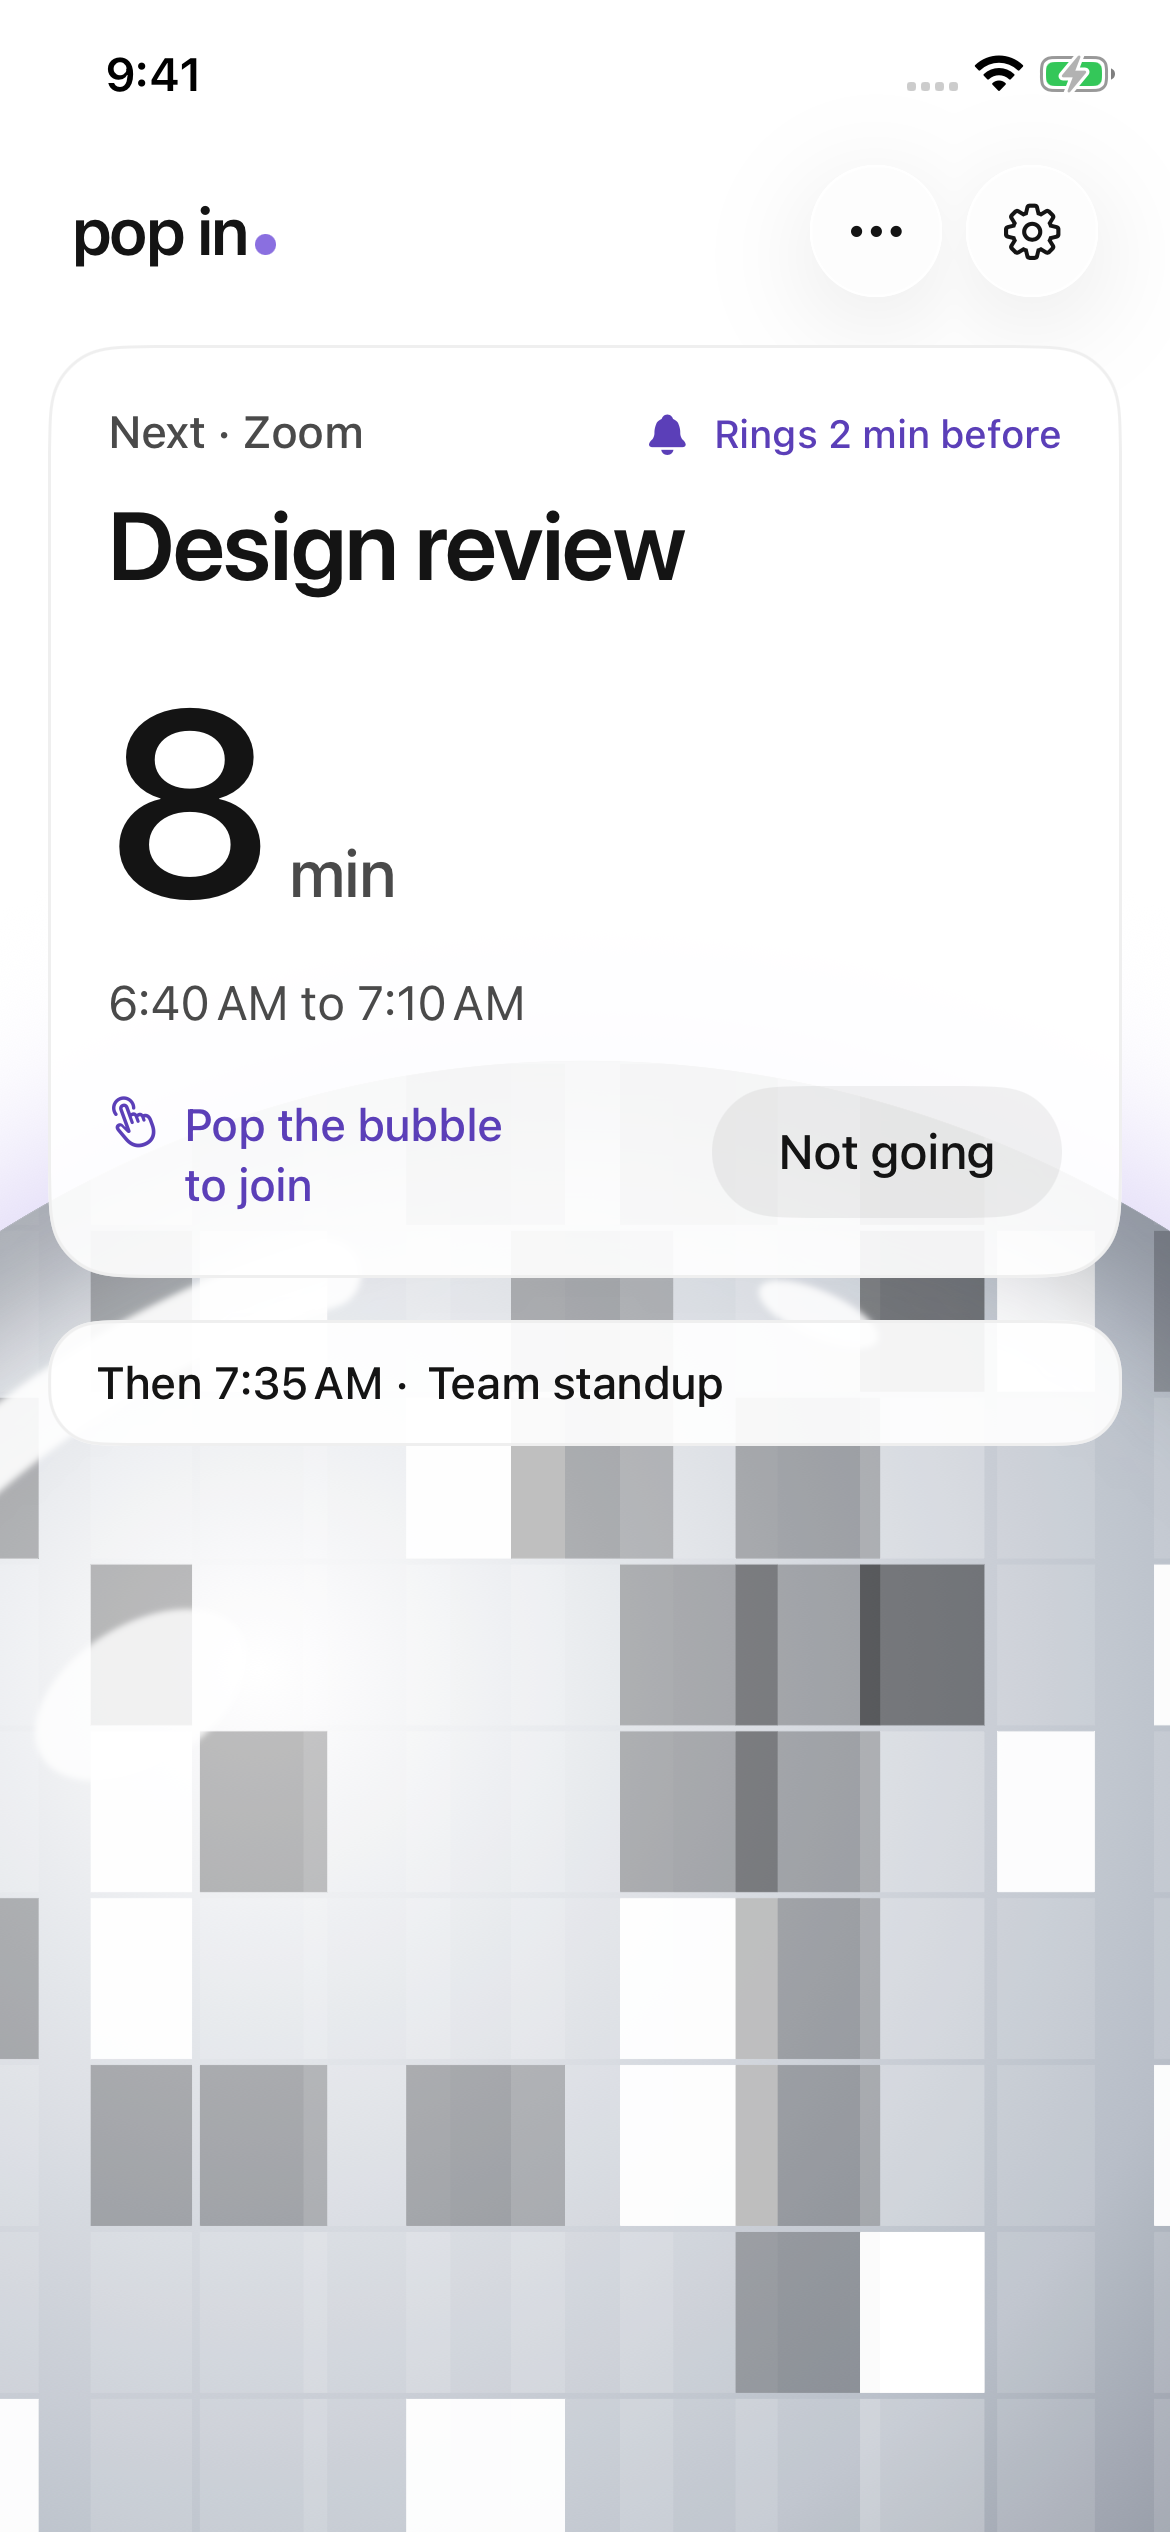 9:41
pop in.
Next · Zoom
Rings 2 min before
Design review
8 min
6:40 AM to 7:10 AM
Pop the bubble
to join
Not going
Then 7:35 AM · Team standup